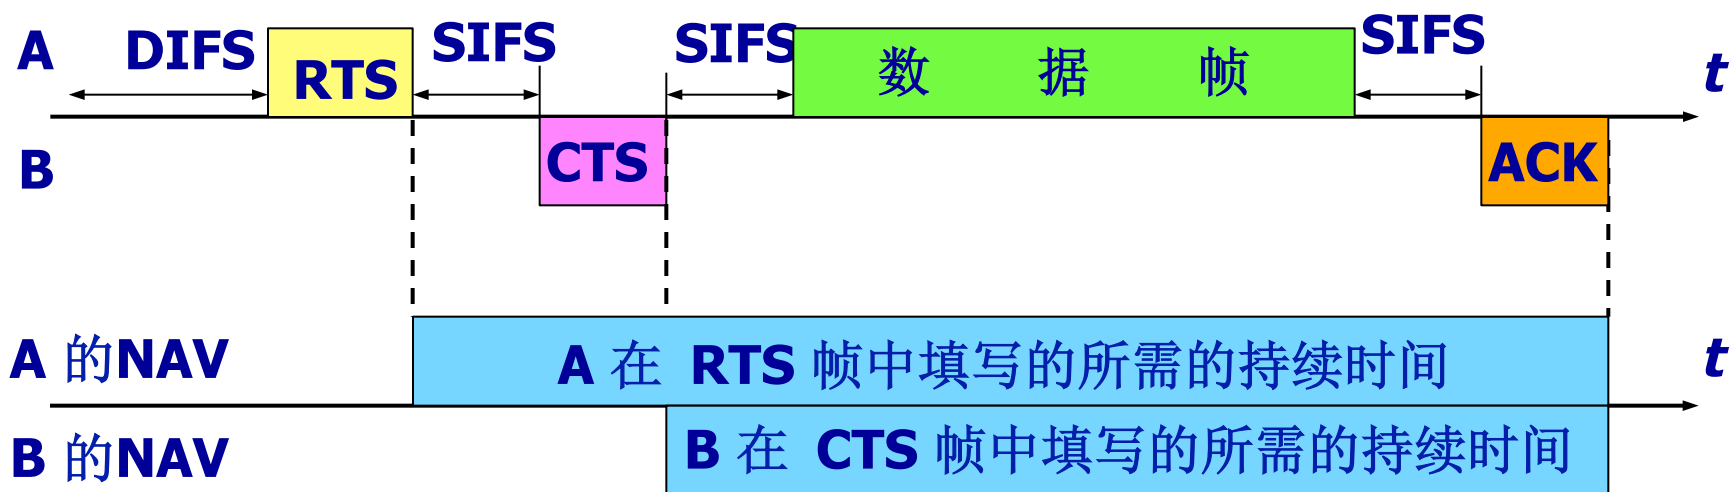 A DIFS RTS SIFS SIFS 数 据 帧 SIFS t
B CTS ACK
A 的NAV A 在 RTS 帧中填写的所需的持续时间 t
B 的NAV B 在 CTS 帧中填写的所需的持续时间